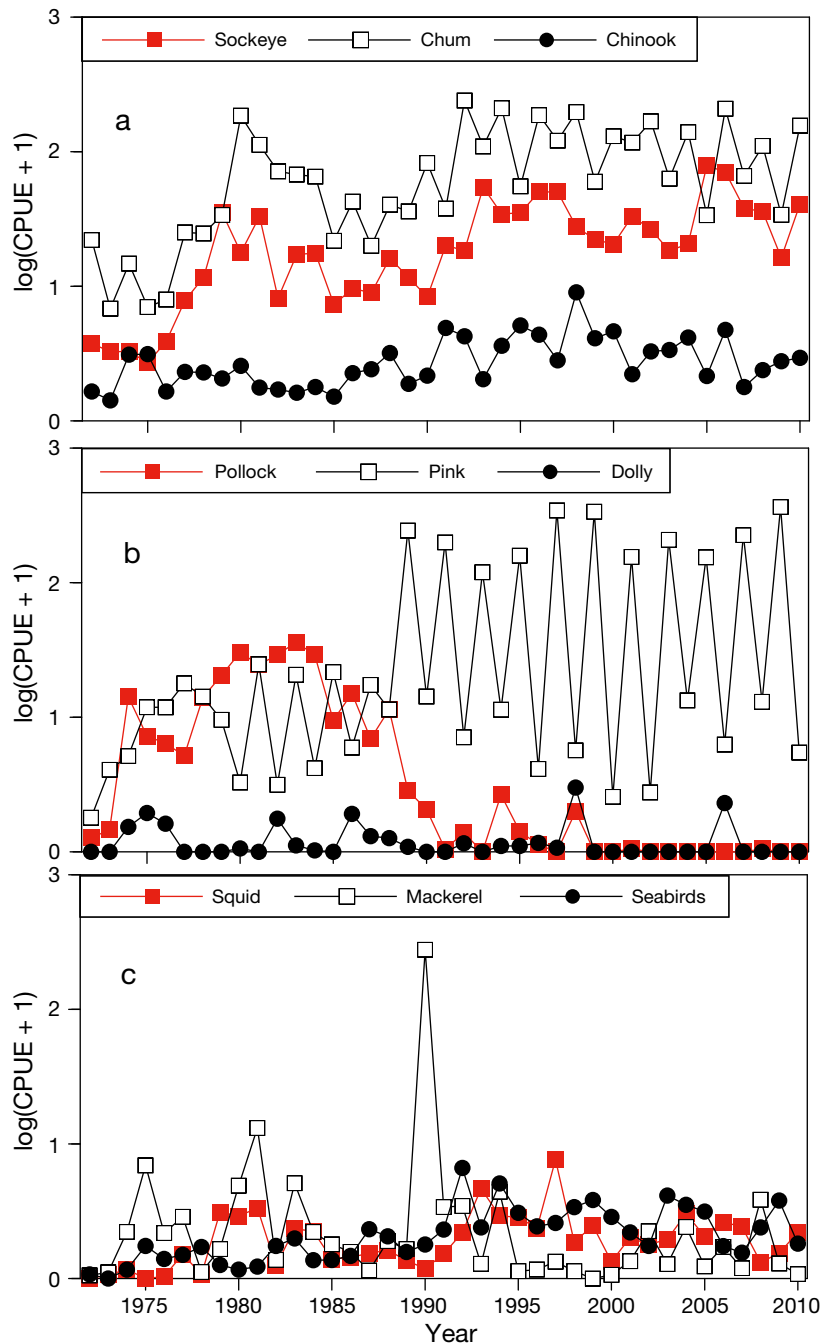 3
Sockeye Chum Chinook
a
2
log(CPUE + 1)
1
0
3
Pollock Pink Dolly
b
2
log(CPUE + 1)
1
0
3
Squid Mackerel Seabirds
c
2
log(CPUE + 1)
1
0
1975 1980 1985 1990 1995 2000 2005 2010
Year